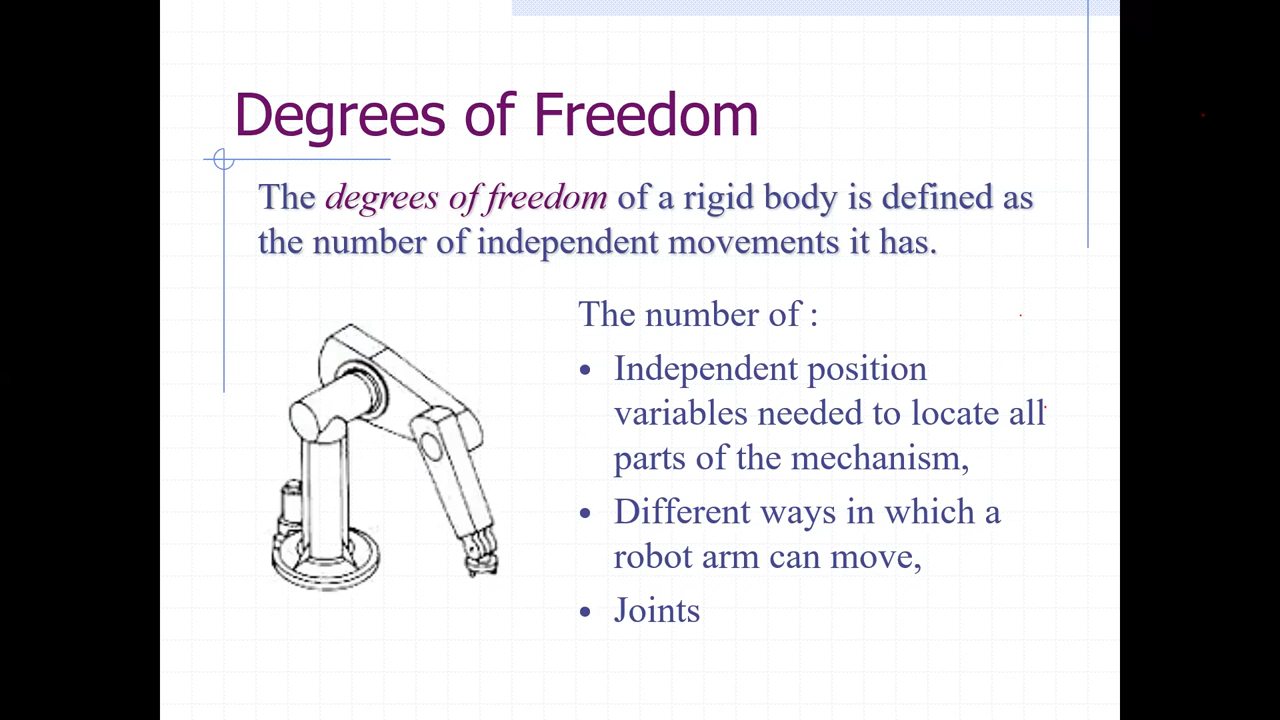 Degrees of Freedom
The degrees of freedom of a rigid body is defined as
the number of independent movements it has.
The number of :
• Independent position
variables needed to locate all
parts of the mechanism,
• Different ways in which a
robot arm can move,
• Joints